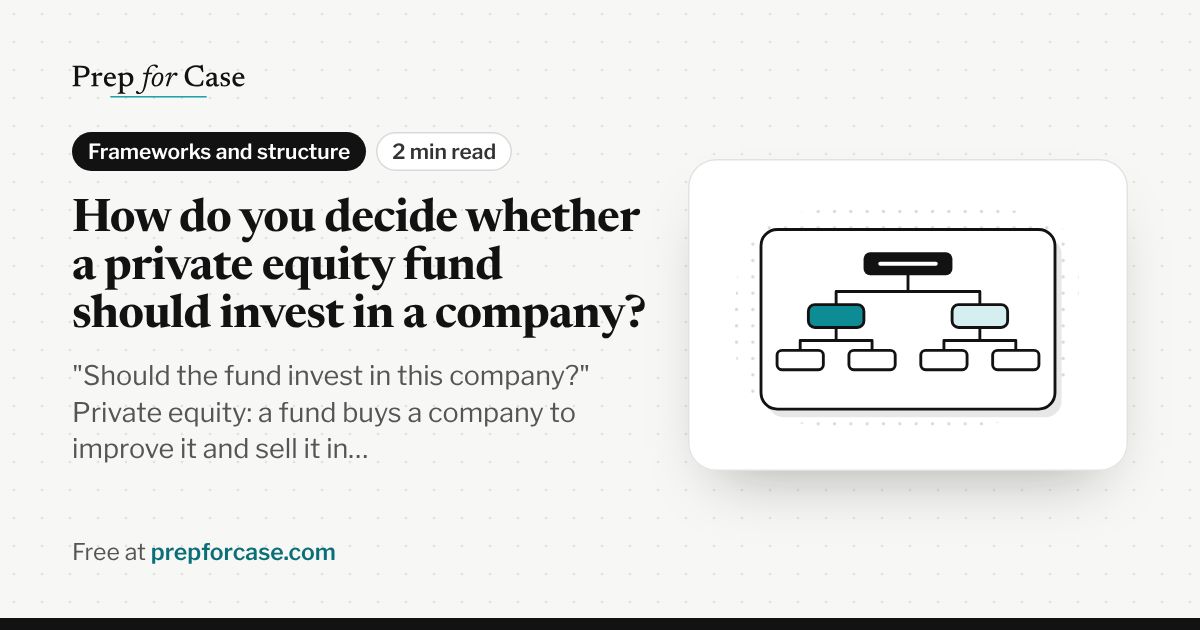 Prep for Case
Frameworks and structure
2 min read
How do you decide whether
a private equity fund
should invest in a company?
"Should the fund invest in this company?"
Private equity: a fund buys a company to
improve it and sell it in...
Free at prepforcase.com